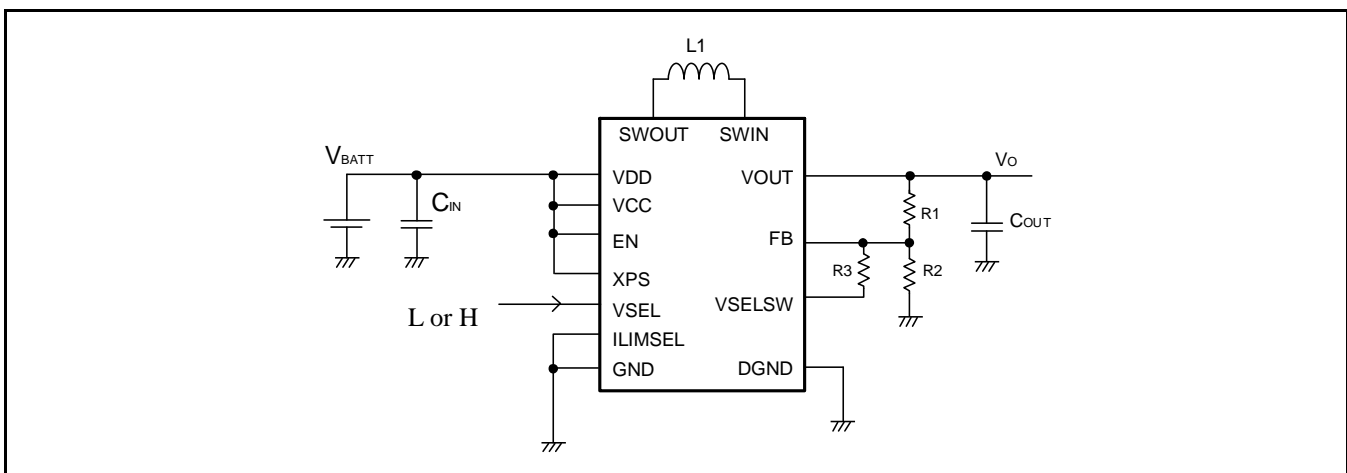 L1
SWOUT SWIN
VBATT
VDD VOUT VO
CIN VCC
R1 COUT
EN FB
R3 R2
XPS
L or H VSEL VSELSW
ILIMSEL
GND DGND